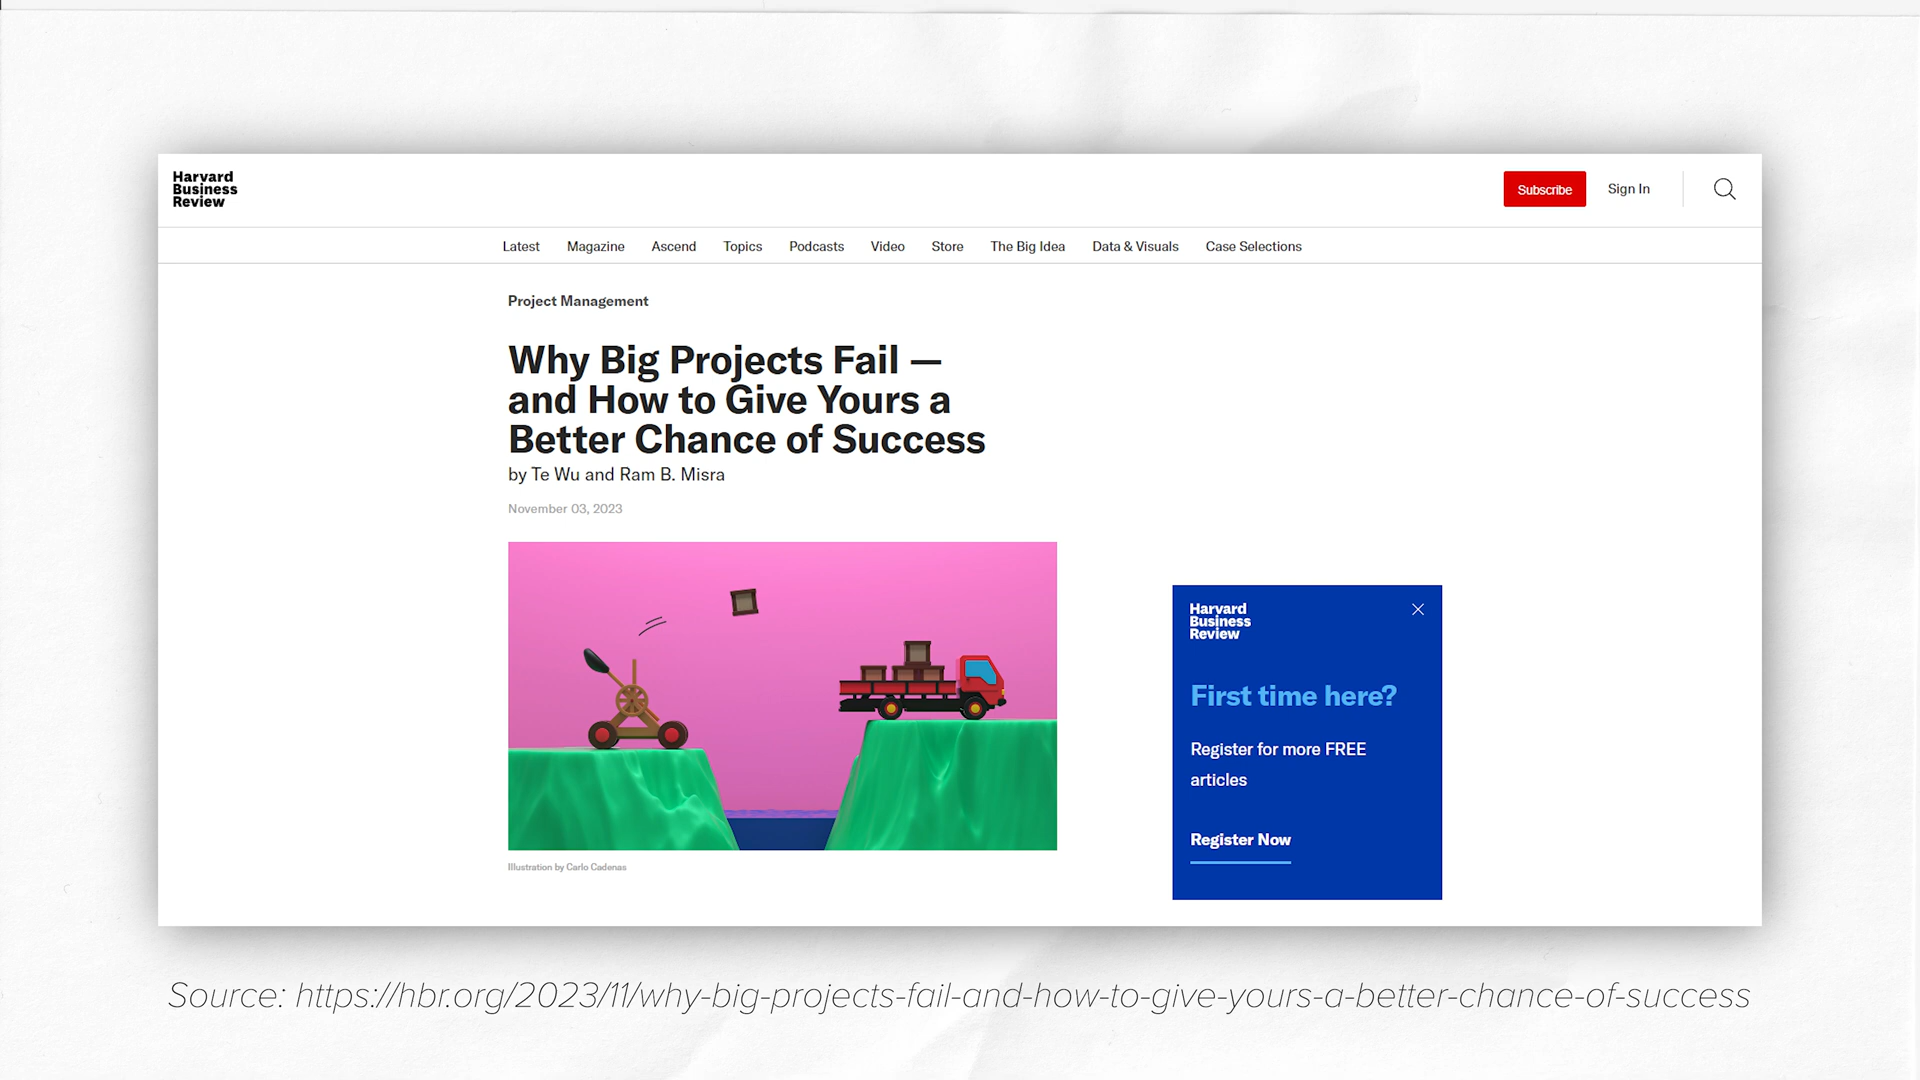 Harvard
Business
Review
Subscribe
Sign In
Latest
Magazine
Ascend
Topics
Podcasts
Video
Store
The Big Idea
Data & Visuals
Case Selections
Project Management
Why Big Projects Fail —
and How to Give Yours a
Better Chance of Success
by Te Wu and Ram B. Misra
November 03, 2023
Illustration by Carlo Cadenas
Harvard
Business
Review
First time here?
Register for more FREE
articles
Register Now
Source: https://hbr.org/2023/11/why-big-projects-fail-and-how-to-give-yours-a-better-chance-of-success